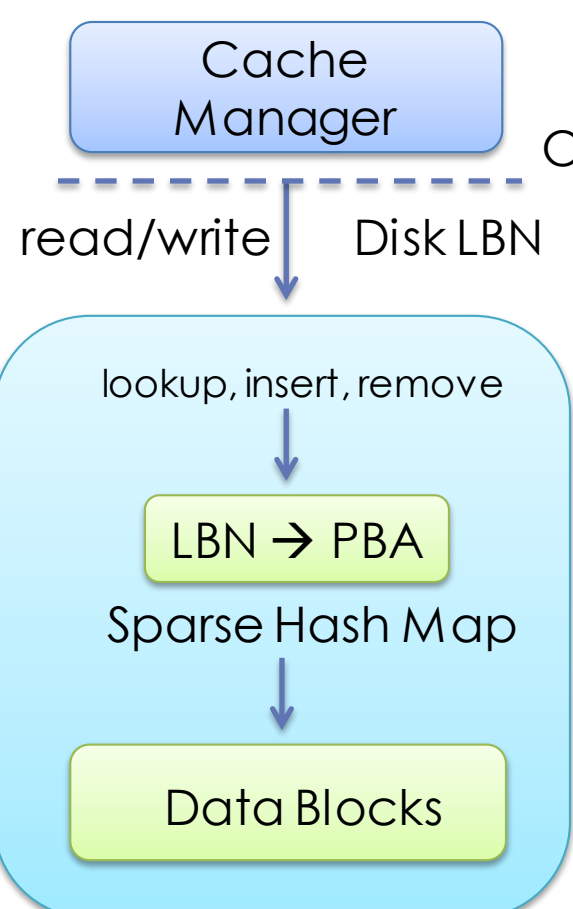 Cache
Manager
read/write Disk LBN
lookup, insert, remove
LBN → PBA
Sparse Hash Map
Data Blocks